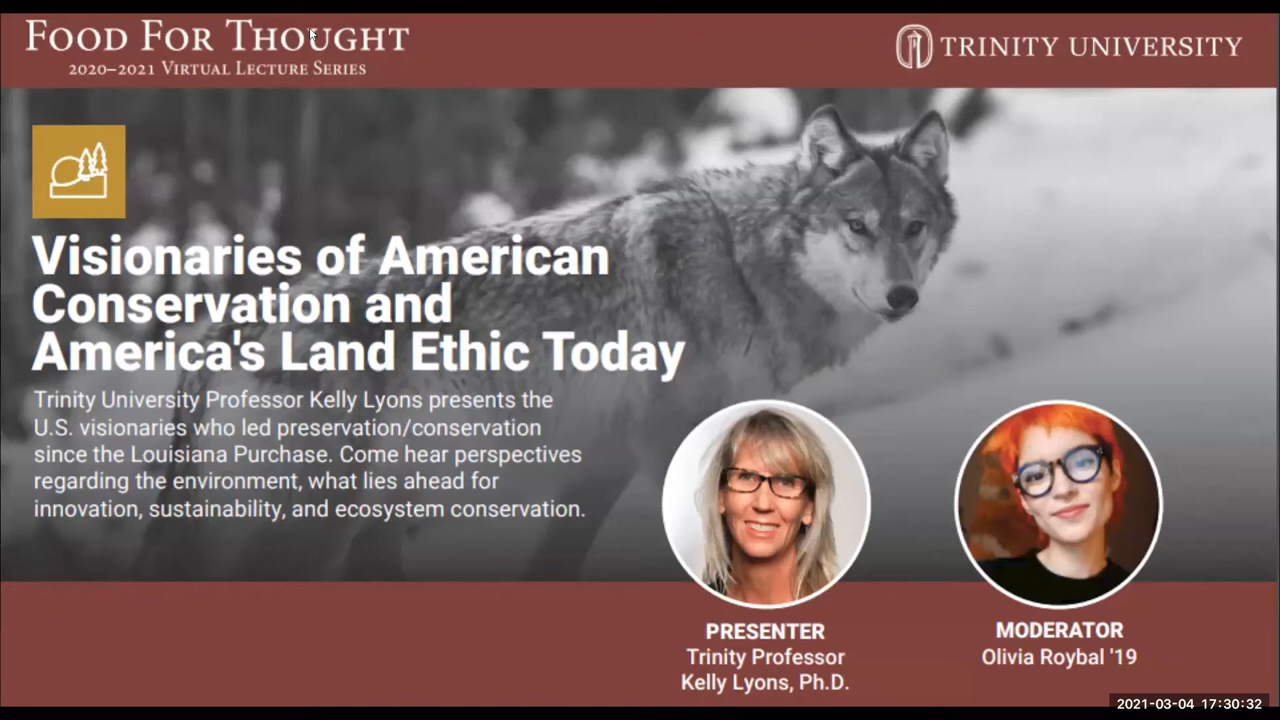 FOOD FOR THOUGHT
2020–2021 VIRTUAL LECTURE SERIES
TRINITY UNIVERSITY
Visionaries of American
Conservation and
America's Land Ethic Today
Trinity University Professor Kelly Lyons presents the
U.S. visionaries who led preservation/conservation
since the Louisiana Purchase. Come hear perspectives
regarding the environment, what lies ahead for
innovation, sustainability, and ecosystem conservation.
PRESENTER
Trinity Professor
Kelly Lyons, Ph.D.
MODERATOR
Olivia Roybal '19
2021-03-04 17:30:32